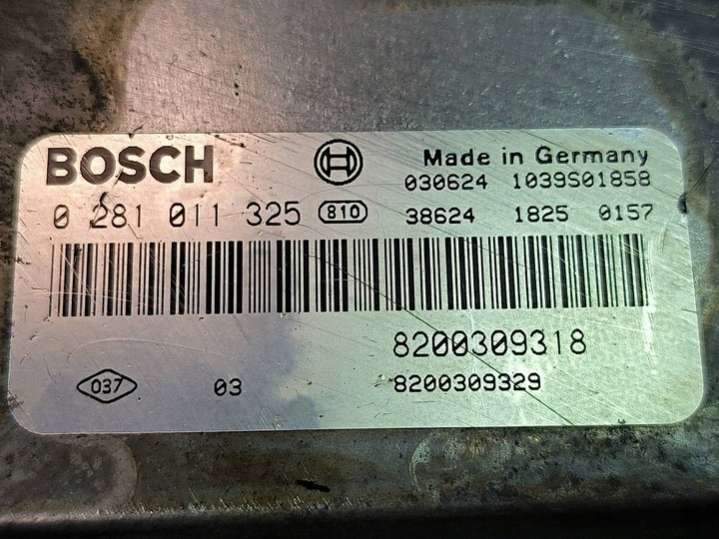 BOSCH
Made in Germany
030624 1039S01858
0 281 011 325 810 38624 1825 0157
8200309318
037 03 8200309329